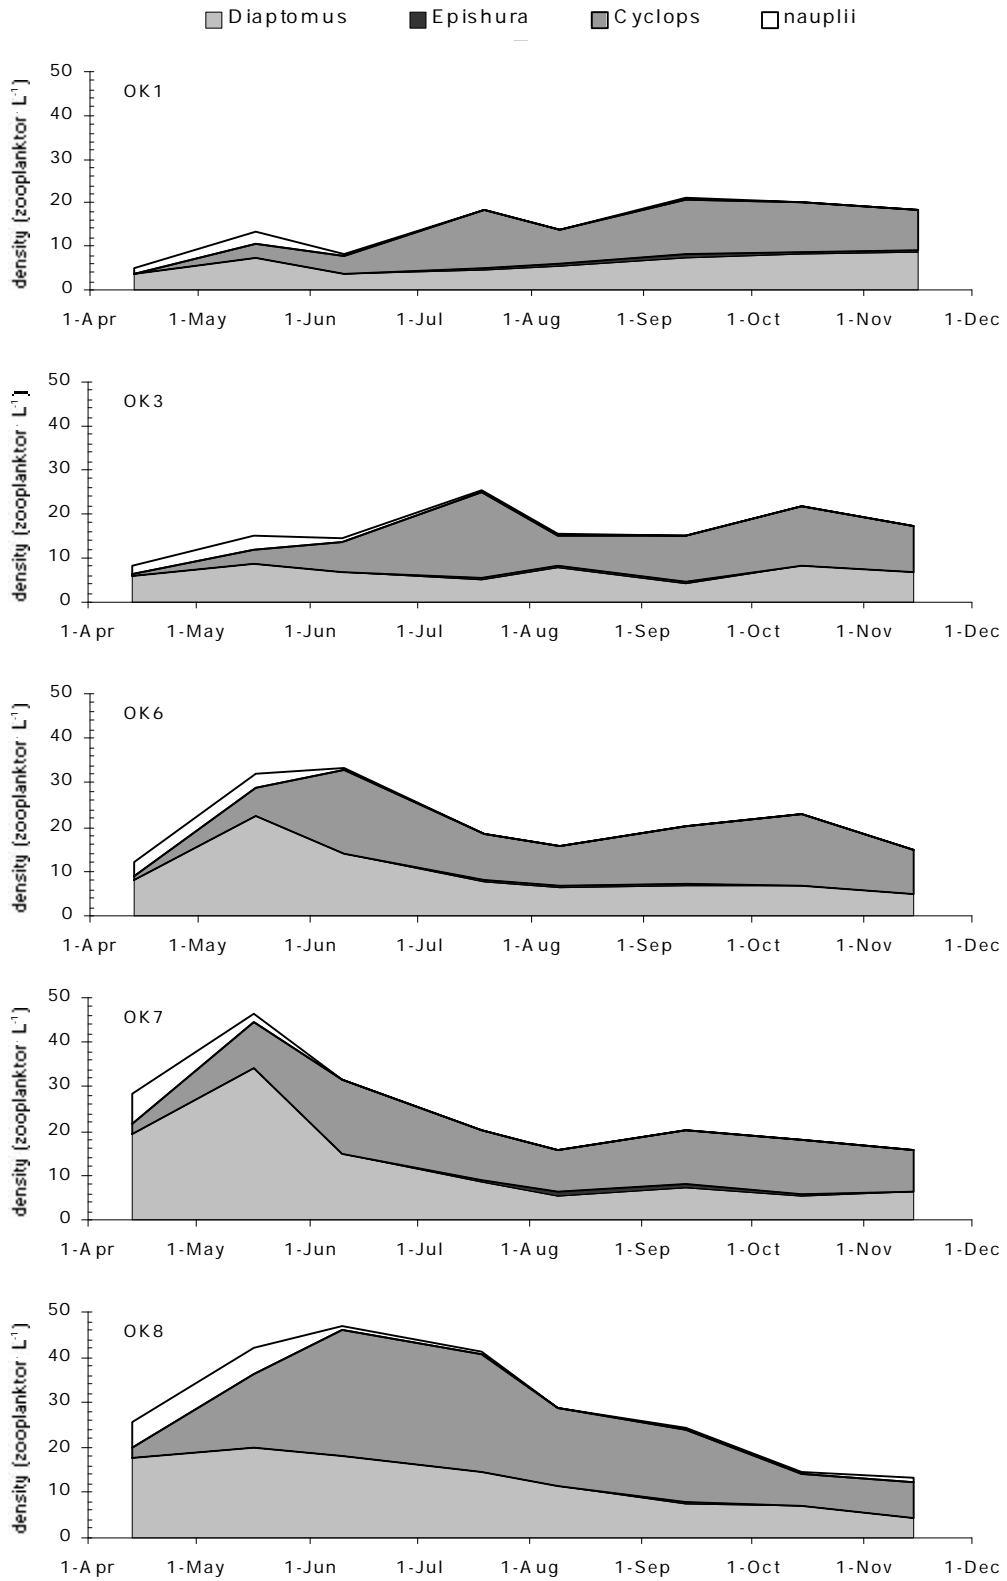 Diaptomus Epishura Cyclops nauplii
density (zooplanktor L-1)
50
OK1
40
30
20
10
0
1-Apr 1-May 1-Jun 1-Jul 1-Aug 1-Sep 1-Oct 1-Nov 1-Dec
density (zooplanktor L-1)
50
OK3
40
30
20
10
0
1-Apr 1-May 1-Jun 1-Jul 1-Aug 1-Sep 1-Oct 1-Nov 1-Dec
density (zooplanktor L-1)
50
OK6
40
30
20
10
0
1-Apr 1-May 1-Jun 1-Jul 1-Aug 1-Sep 1-Oct 1-Nov 1-Dec
density (zooplanktor L-1)
50
OK7
40
30
20
10
0
1-Apr 1-May 1-Jun 1-Jul 1-Aug 1-Sep 1-Oct 1-Nov 1-Dec
density (zooplanktor L-1)
50
OK8
40
30
20
10
0
1-Apr 1-May 1-Jun 1-Jul 1-Aug 1-Sep 1-Oct 1-Nov 1-Dec